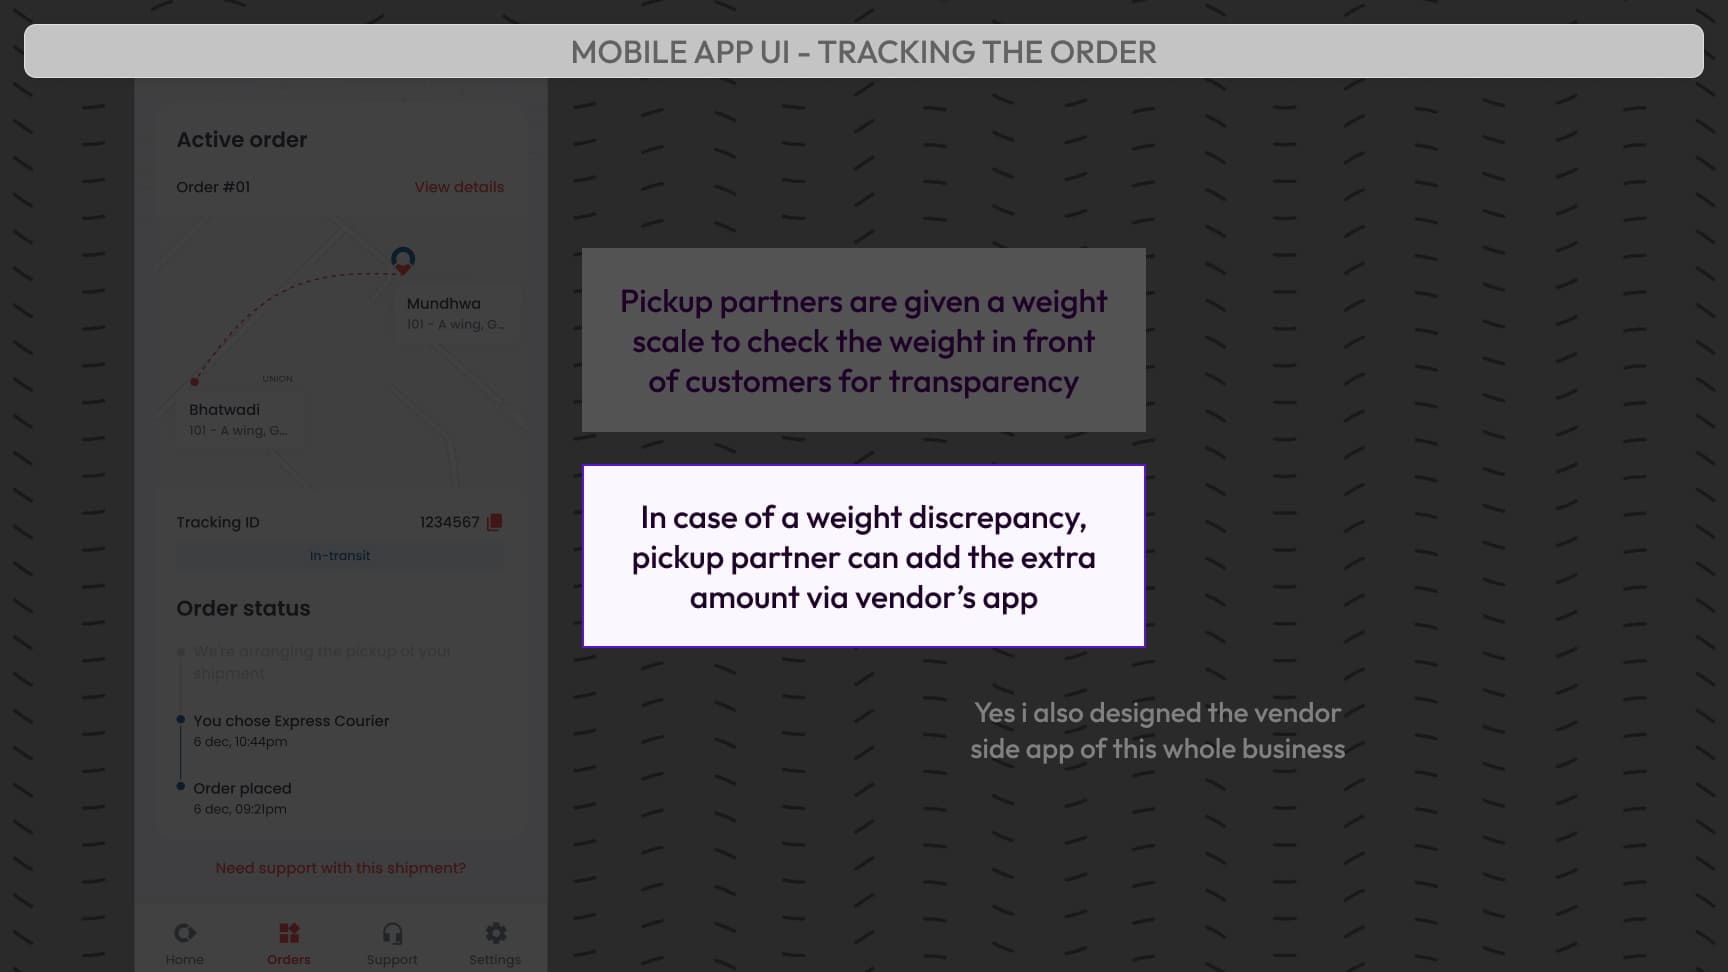 MOBILE APP UI - TRACKING THE ORDER
Active order
Order #01
View details
Mundhwa
101 - A wing, G...
UNION
Bhatwadi
101 - A wing, G...
Tracking ID
1234567
In-transit
Order status
We're arranging the pickup of your
shipment
You chose Express Courier
6 dec, 10:44pm
Order placed
6 dec, 09:21pm
Need support with this shipment?
Home
Orders
Support
Settings
Pickup partners are given a weight
scale to check the weight in front
of customers for transparency
In case of a weight discrepancy,
pickup partner can add the extra
amount via vendor’s app
Yes i also designed the vendor
side app of this whole business